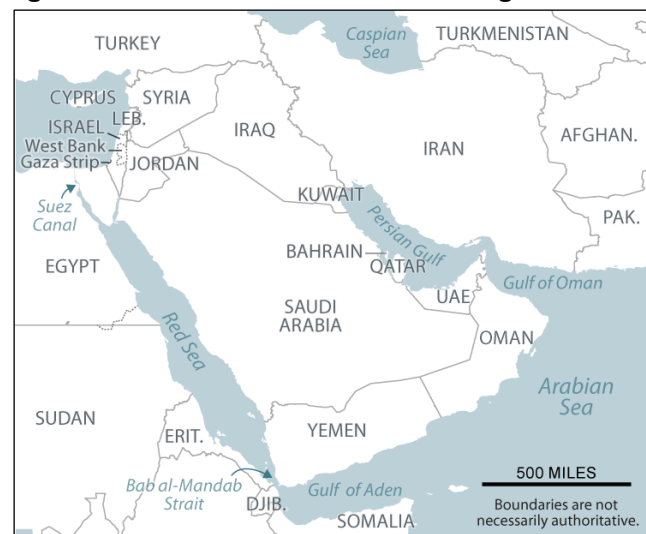 TURKEY
Caspian
Sea
TURKMENISTAN
CYPRUS
SYRIA
LEB.
ISRAEL
West Bank
Gaza Strip
JORDAN
IRAQ
IRAN
AFGHAN.
KUWAIT
PAK.
Suez
Canal
Persian Gulf
BAHRAIN
QATAR
EGYPT
Gulf of Oman
UAE
SAUDI
ARABIA
OMAN
Red Sea
Arabian
Sea
SUDAN
ERIT.
YEMEN
Bab al-Mandab
Strait
Gulf of Aden
DJIB.
SOMALIA
500 MILES
Boundaries are not
necessarily authoritative.